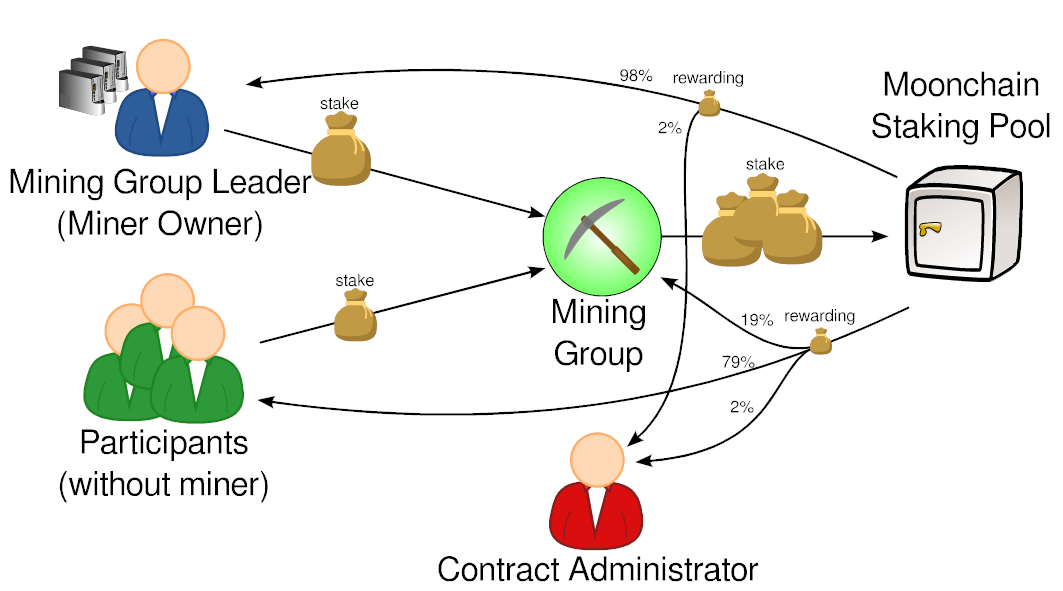 98%
rewarding
Moonchain
Staking Pool
stake
2%
stake
Mining Group Leader
(Miner Owner)
stake
Mining
Group
19%
rewarding
79%
2%
Participants
(without miner)
Contract Administrator